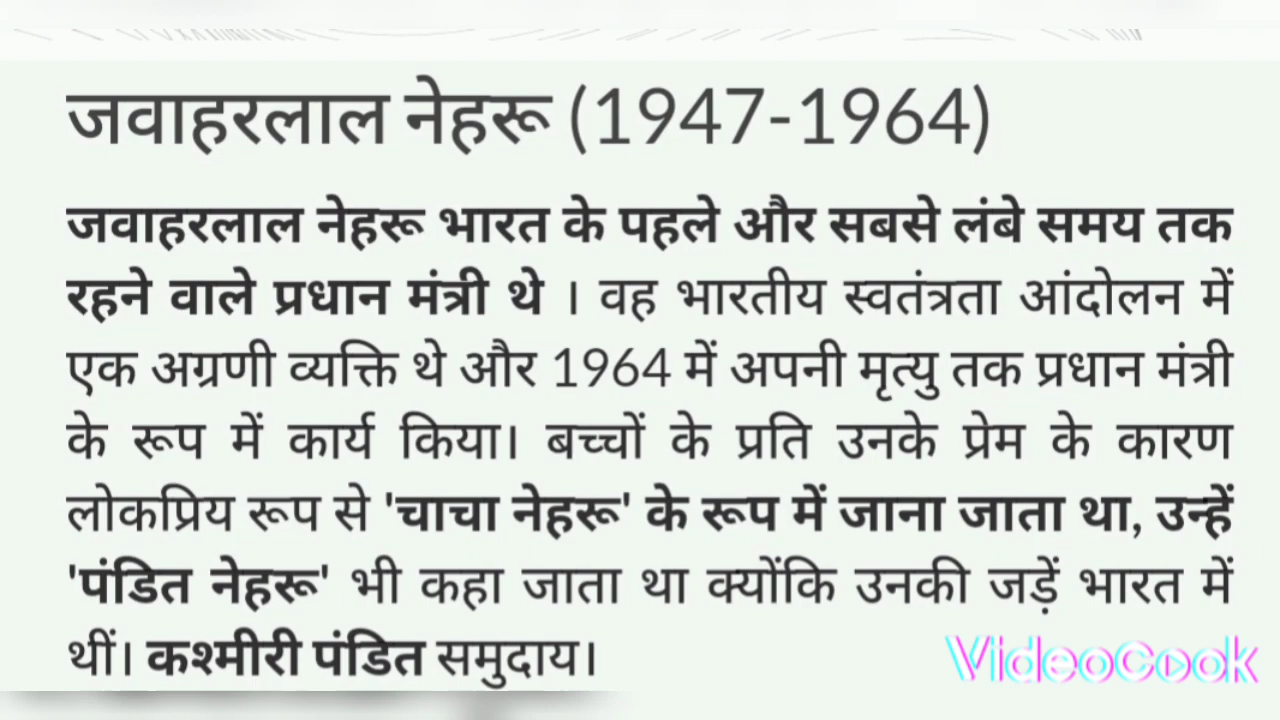 जवाहरलाल नेहरू (1947-1964)
जवाहरलाल नेहरू भारत के पहले और सबसे लंबे समय तक
रहने वाले प्रधान मंत्री थे । वह भारतीय स्वतंत्रता आंदोलन में
एक अग्रणी व्यक्ति थे और 1964 में अपनी मृत्यु तक प्रधान मंत्री
के रूप में कार्य किया। बच्चों के प्रति उनके प्रेम के कारण
लोकप्रिय रूप से 'चाचा नेहरू' के रूप में जाना जाता था, उन्हें
'पंडित नेहरू' भी कहा जाता था क्योंकि उनकी जड़ें भारत में
थीं। कश्मीरी पंडित समुदाय।
VideoCook